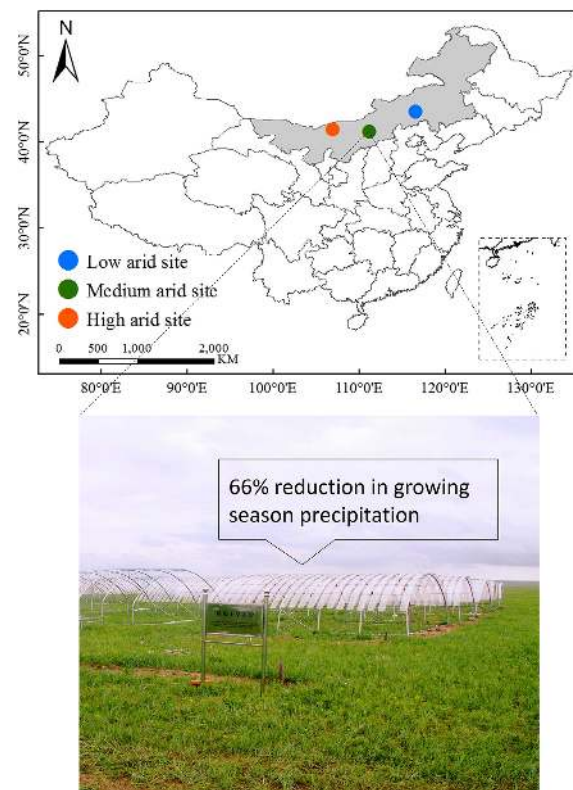 N
50°0'N
40°0'N
30°0'N
20°0'N
Low arid site
Medium arid site
High arid site
0 500 1,000 2,000
KM
80°0'E 90°0'E 100°0'E 110°0'E 120°0'E 130°0'E
66% reduction in growing
season precipitation